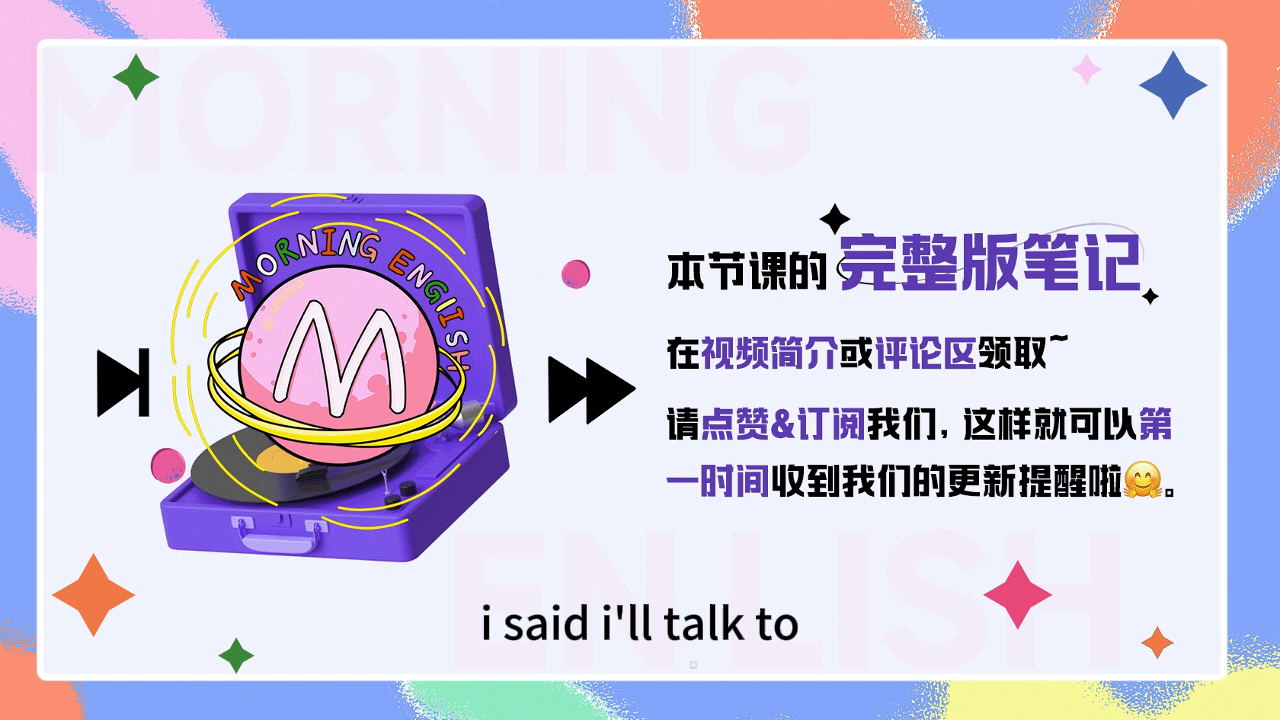 MORNING
MORNING ENGLISH
M
本节课的 完整版笔记
在视频简介或评论区领取~
请点赞&订阅我们, 这样就可以第
一时间收到我们的更新提醒啦🤗。
EN LISH
i said i'll talk to